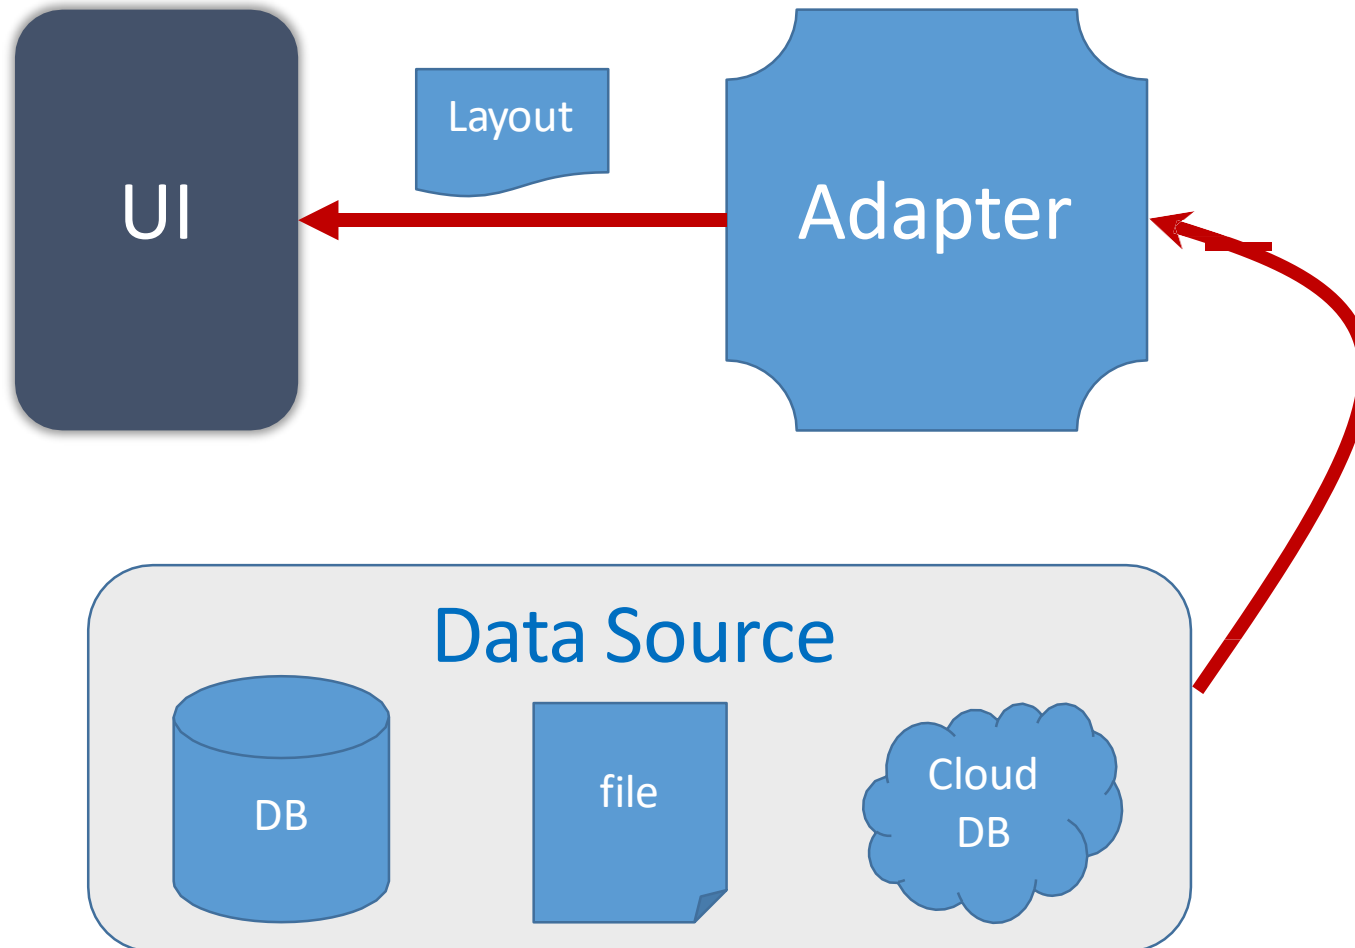 UI
Layout
Adapter
Data Source
DB
file
Cloud
DB